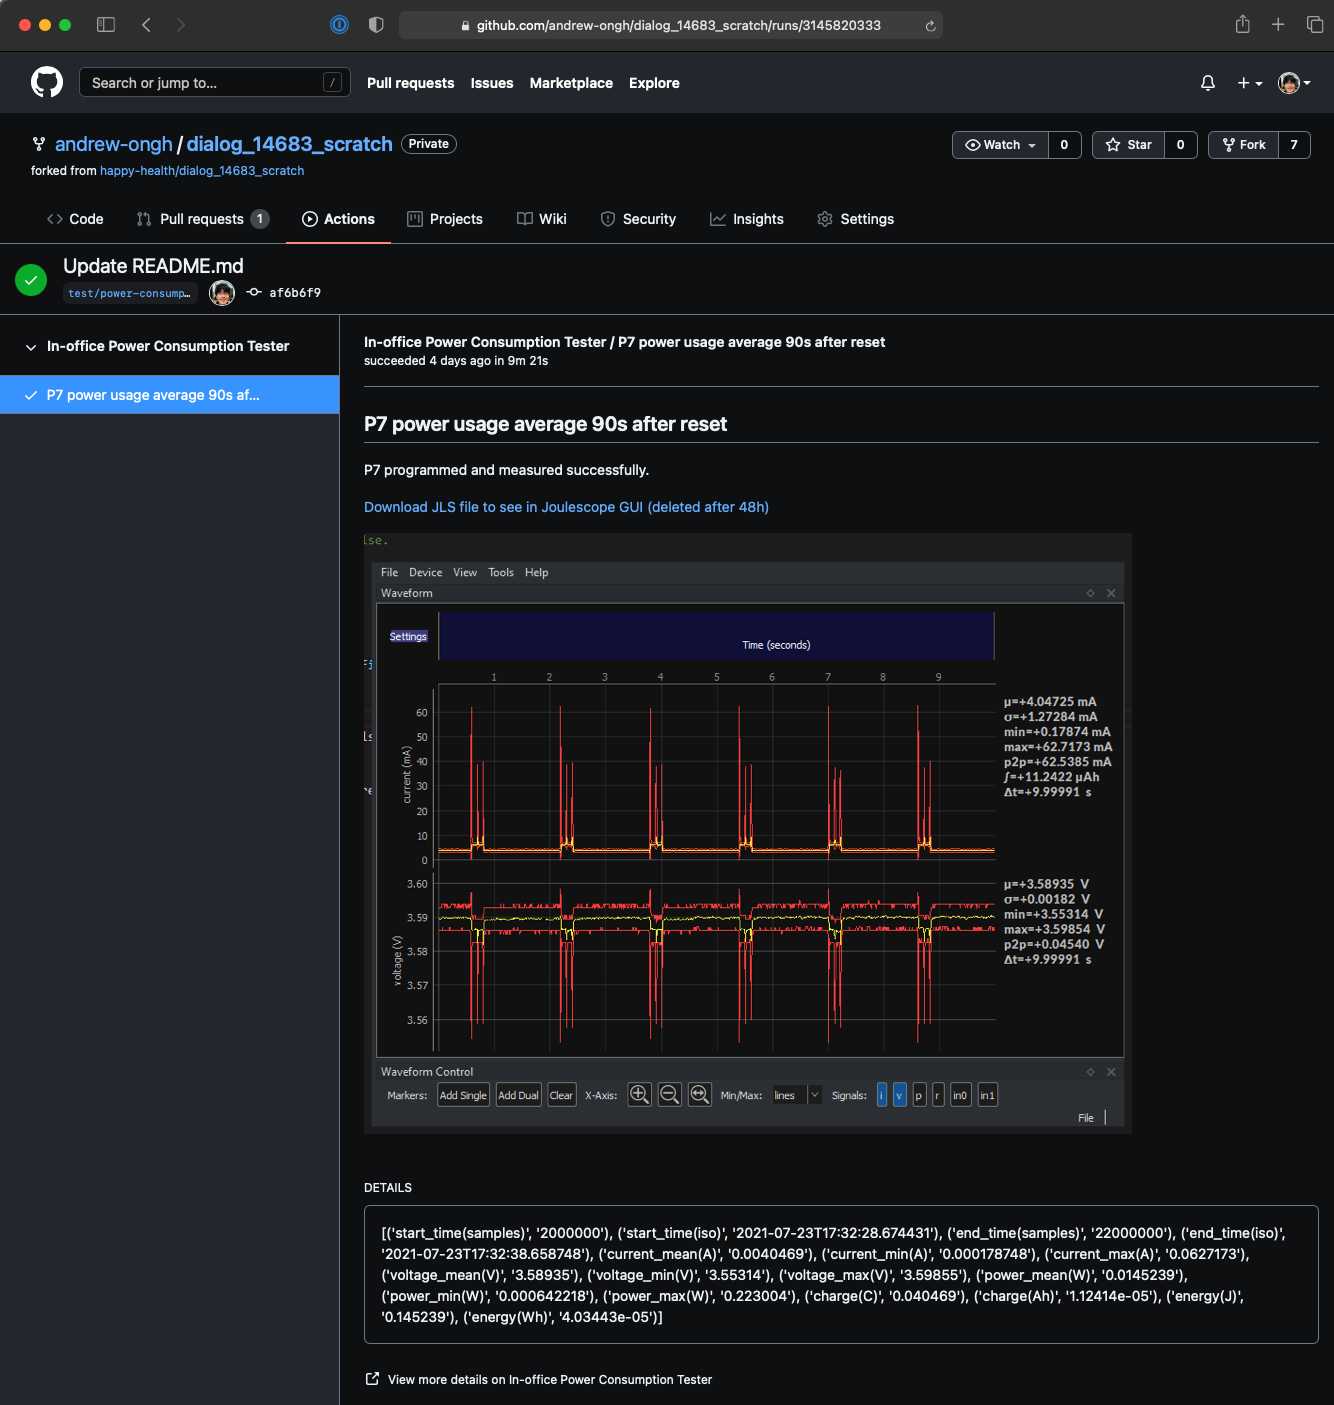 github.com/andrew-ongh/dialog_14683_scratch/runs/3145820333
Search or jump to... /
Pull requests Issues Marketplace Explore
andrew-ongh / dialog_14683_scratch Private
Watch 0 Star 0 Fork 7
forked from happy-health/dialog_14683_scratch
Code Pull requests 1 Actions Projects Wiki Security Insights Settings
Update README.md
test/power-consump… af6b6f9
In-office Power Consumption Tester
P7 power usage average 90s af...
In-office Power Consumption Tester / P7 power usage average 90s after reset
succeeded 4 days ago in 9m 21s
P7 power usage average 90s after reset
P7 programmed and measured successfully.
Download JLS file to see in Joulescope GUI (deleted after 48h)
lse.
File Device View Tools Help
Waveform
Settings
Time (seconds)
1 2 3 4 5 6 7 8 9
current (mA)
60
50
40
30
20
10
0
μ=+4.04725 mA
σ=+1.27284 mA
min=+0.17874 mA
max=+62.7173 mA
p2p=+62.5385 mA
∫=+11.2422 μAh
Δt=+9.99991 s
voltage (V)
3.60
3.59
3.58
3.57
3.56
μ=+3.58935 V
σ=+0.00182 V
min=+3.55314 V
max=+3.59854 V
p2p=+0.04540 V
Δt=+9.99991 s
Waveform Control
Markers: Add Single Add Dual Clear X-Axis: Min/Max: lines Signals: i v p r in0 in1
File
DETAILS
[('start_time(samples)', '2000000'), ('start_time(iso)', '2021-07-23T17:32:28.674431'), ('end_time(samples)', '22000000'), ('end_time(iso)',
'2021-07-23T17:32:38.658748'), ('current_mean(A)', '0.0040469'), ('current_min(A)', '0.000178748'), ('current_max(A)', '0.0627173'),
('voltage_mean(V)', '3.58935'), ('voltage_min(V)', '3.55314'), ('voltage_max(V)', '3.59855'), ('power_mean(W)', '0.0145239'),
('power_min(W)', '0.000642218'), ('power_max(W)', '0.223004'), ('charge(C)', '0.040469'), ('charge(Ah)', '1.12414e-05'), ('energy(J)',
'0.145239'), ('energy(Wh)', '4.03443e-05')]
View more details on In-office Power Consumption Tester